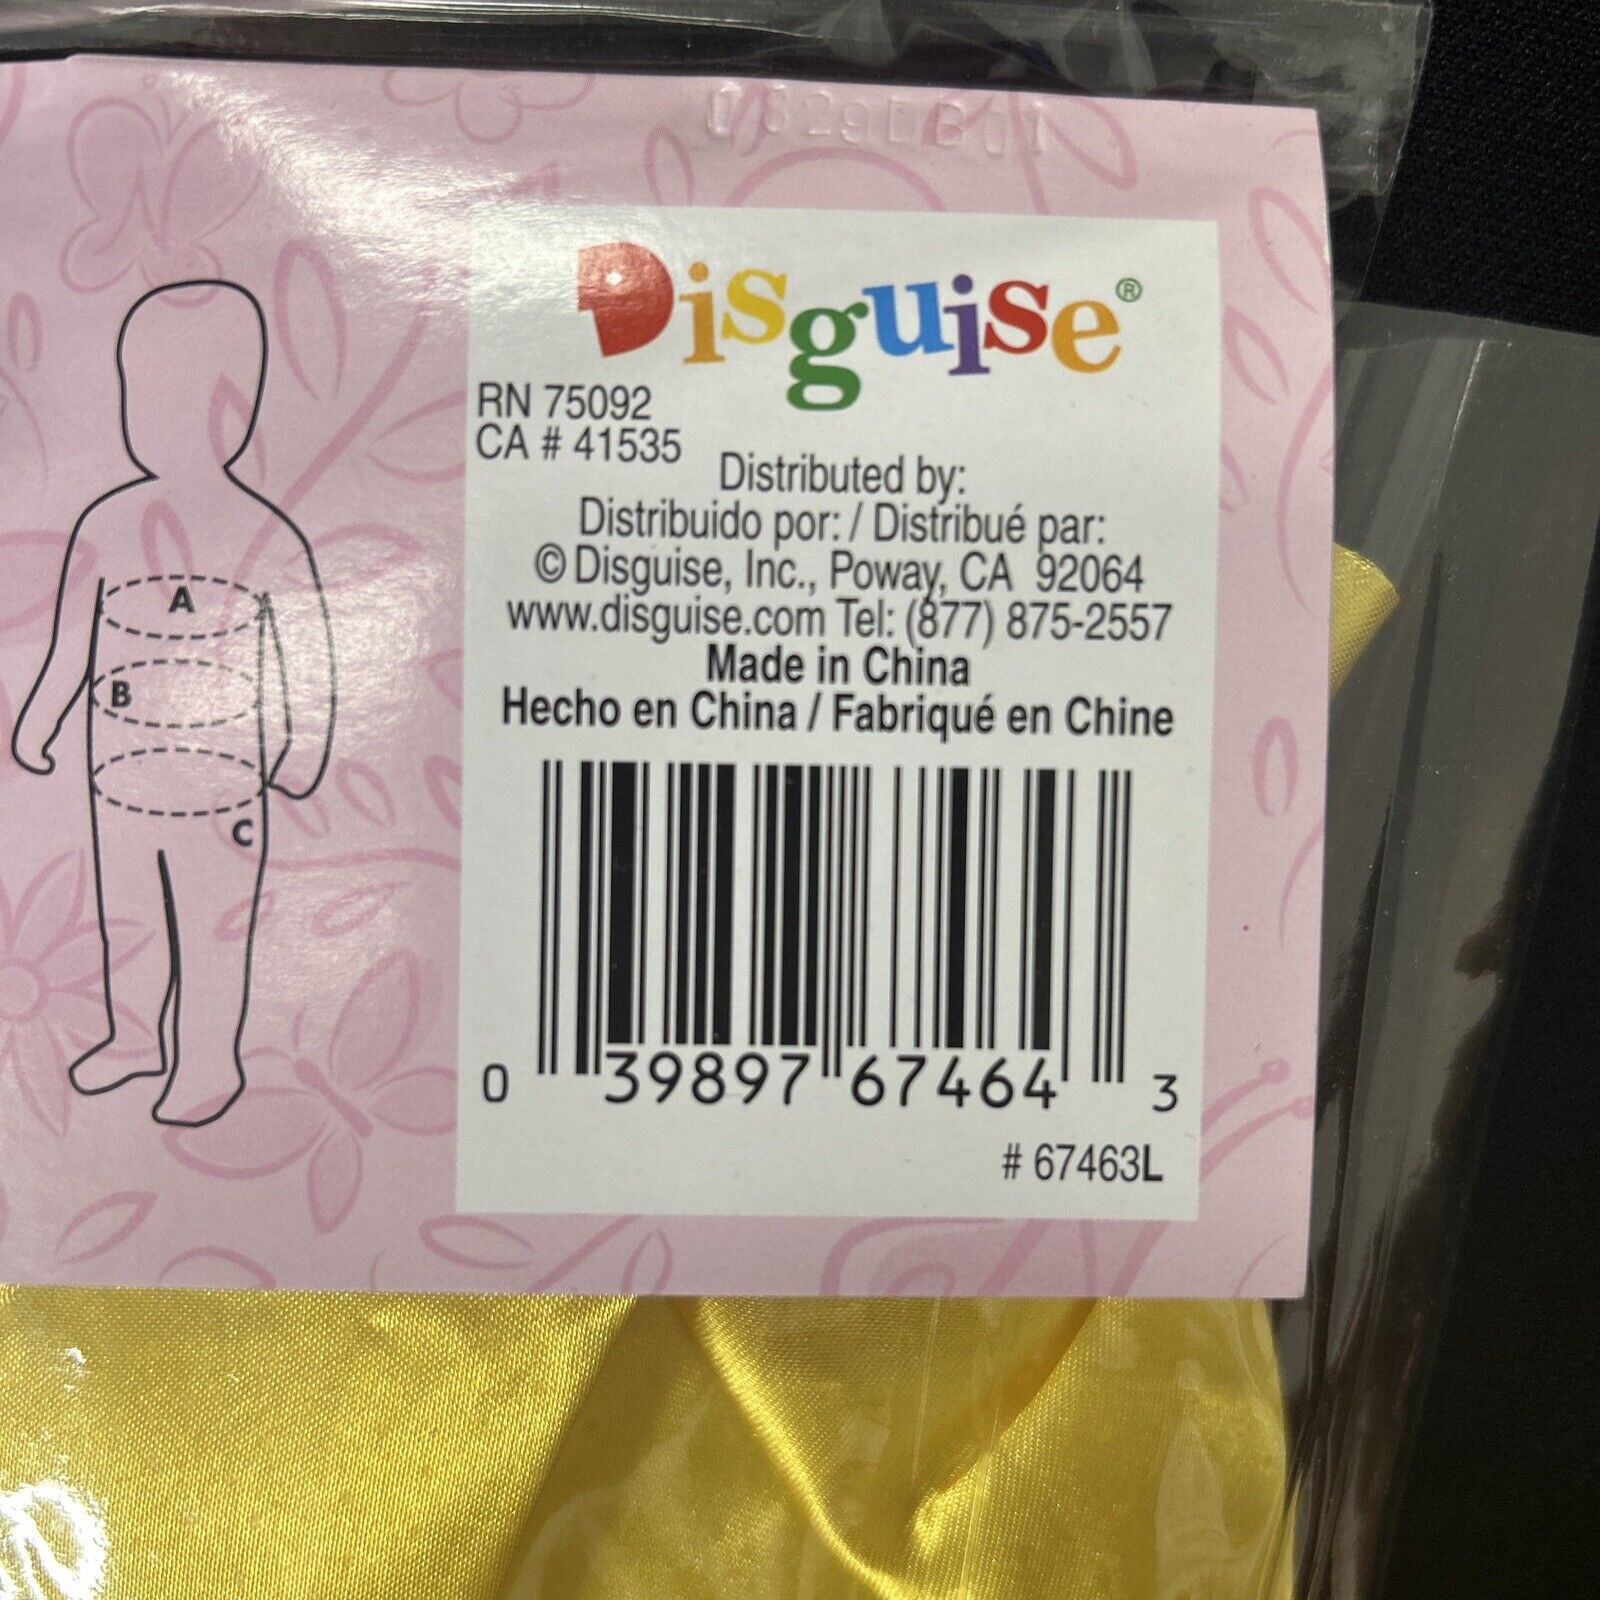 Disguise®
RN 75092
CA # 41535
Distributed by:
Distribuido por: / Distribué par:
© Disguise, Inc., Poway, CA 92064
www.disguise.com Tel: (877) 875-2557
Made in China
Hecho en China / Fabriqué en Chine
0 39897 67464 3
# 67463L
A
B
C